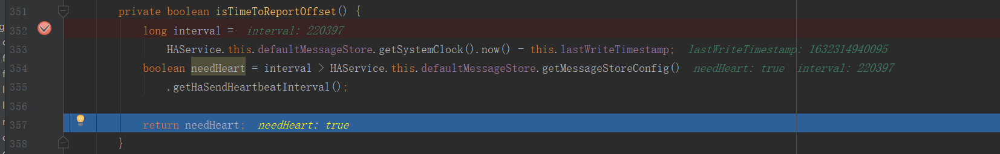 351 private boolean isTimeToReportOffset() {
352 long interval = interval: 220397
353 HAService.this.defaultMessageStore.getSystemClock().now() - this.lastWriteTimestamp; lastWriteTimestamp: 1632314940095
354 boolean needHeart = interval > HAService.this.defaultMessageStore.getMessageStoreConfig() needHeart: true interval: 220397
355 .getHaSendHeartbeatInterval();
356
357 return needHeart; needHeart: true
358 }